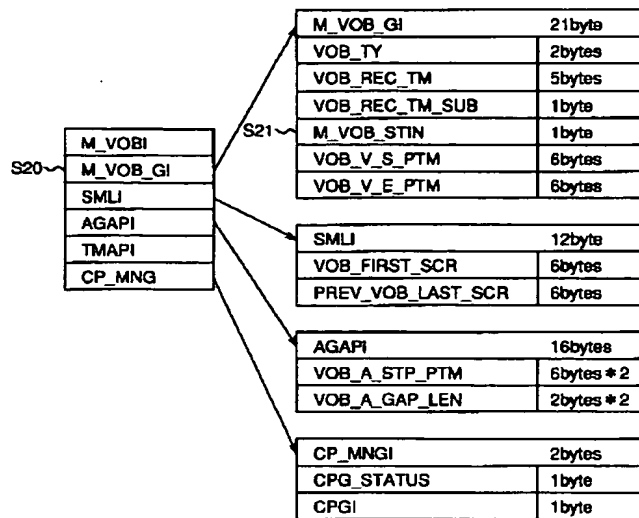 M_VOB_GI 21byte
VOB_TY 2bytes
VOB_REC_TM 5bytes
VOB_REC_TM_SUB 1byte
S21 M_VOB_STIN 1byte
VOB_V_S_PTM 6bytes
VOB_V_E_PTM 6bytes
M_VOBI
S20 M_VOB_GI
SMLI
AGAPI
TMAPI
CP_MNG
SMLI 12byte
VOB_FIRST_SCR 6bytes
PREV_VOB_LAST_SCR 6bytes
AGAPI 16bytes
VOB_A_STP_PTM 6bytes*2
VOB_A_GAP_LEN 2bytes*2
CP_MNGI 2bytes
CPG_STATUS 1byte
CPGI 1byte